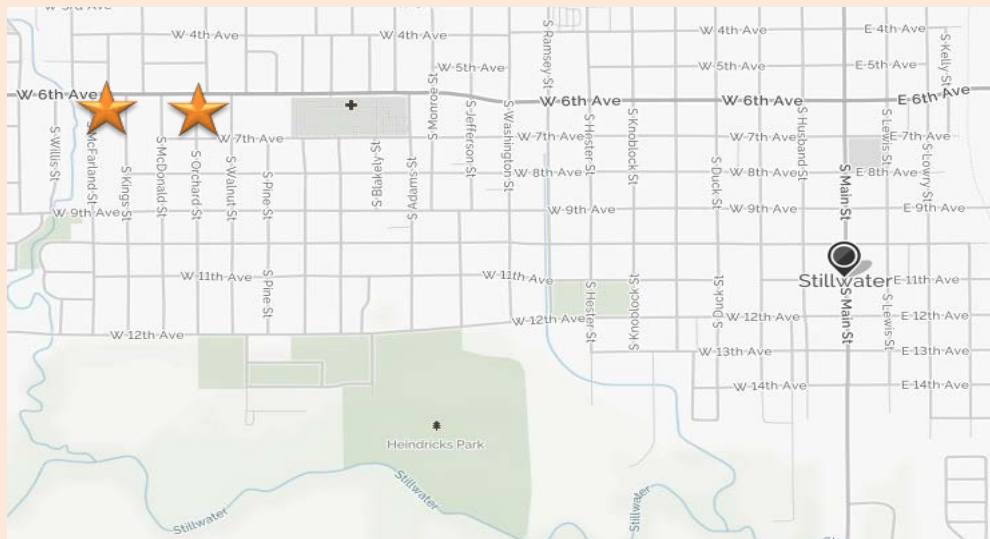 W 3rd Ave
W 4th Ave
W 4th Ave
W 4th Ave
E 4th Ave
W 5th Ave
W 5th Ave
E 5th Ave
W 6th Ave
W 6th Ave
W 6th Ave
E 6th Ave
W 7th Ave
W 7th Ave
W 7th Ave
E 7th Ave
W 8th Ave
W 8th Ave
E 8th Ave
W 9th Ave
W 9th Ave
W 9th Ave
E 9th Ave
W 11th Ave
W 11th Ave
E 11th Ave
W 12th Ave
W 12th Ave
W 12th Ave
E 12th Ave
W 13th Ave
E 13th Ave
W 14th Ave
E 14th Ave
S Willis St
S McFarland St
S Kings St
S McDonald St
S Orchard St
S Walnut St
S Pine St
S Pine St
S Blakely St
S Adams St
S Monroe St
S Jefferson St
S Washington St
S Ramsey St
S Hester St
S Hester St
S Knoblock St
S Knoblock St
S Duck St
S Duck St
S Husband St
S Main St
S Main St
S Lewis St
S Lewis St
S Lowry St
S Kelly St
Stillwater
Heindricks Park
Stillwater
Stillwater
Stillwater